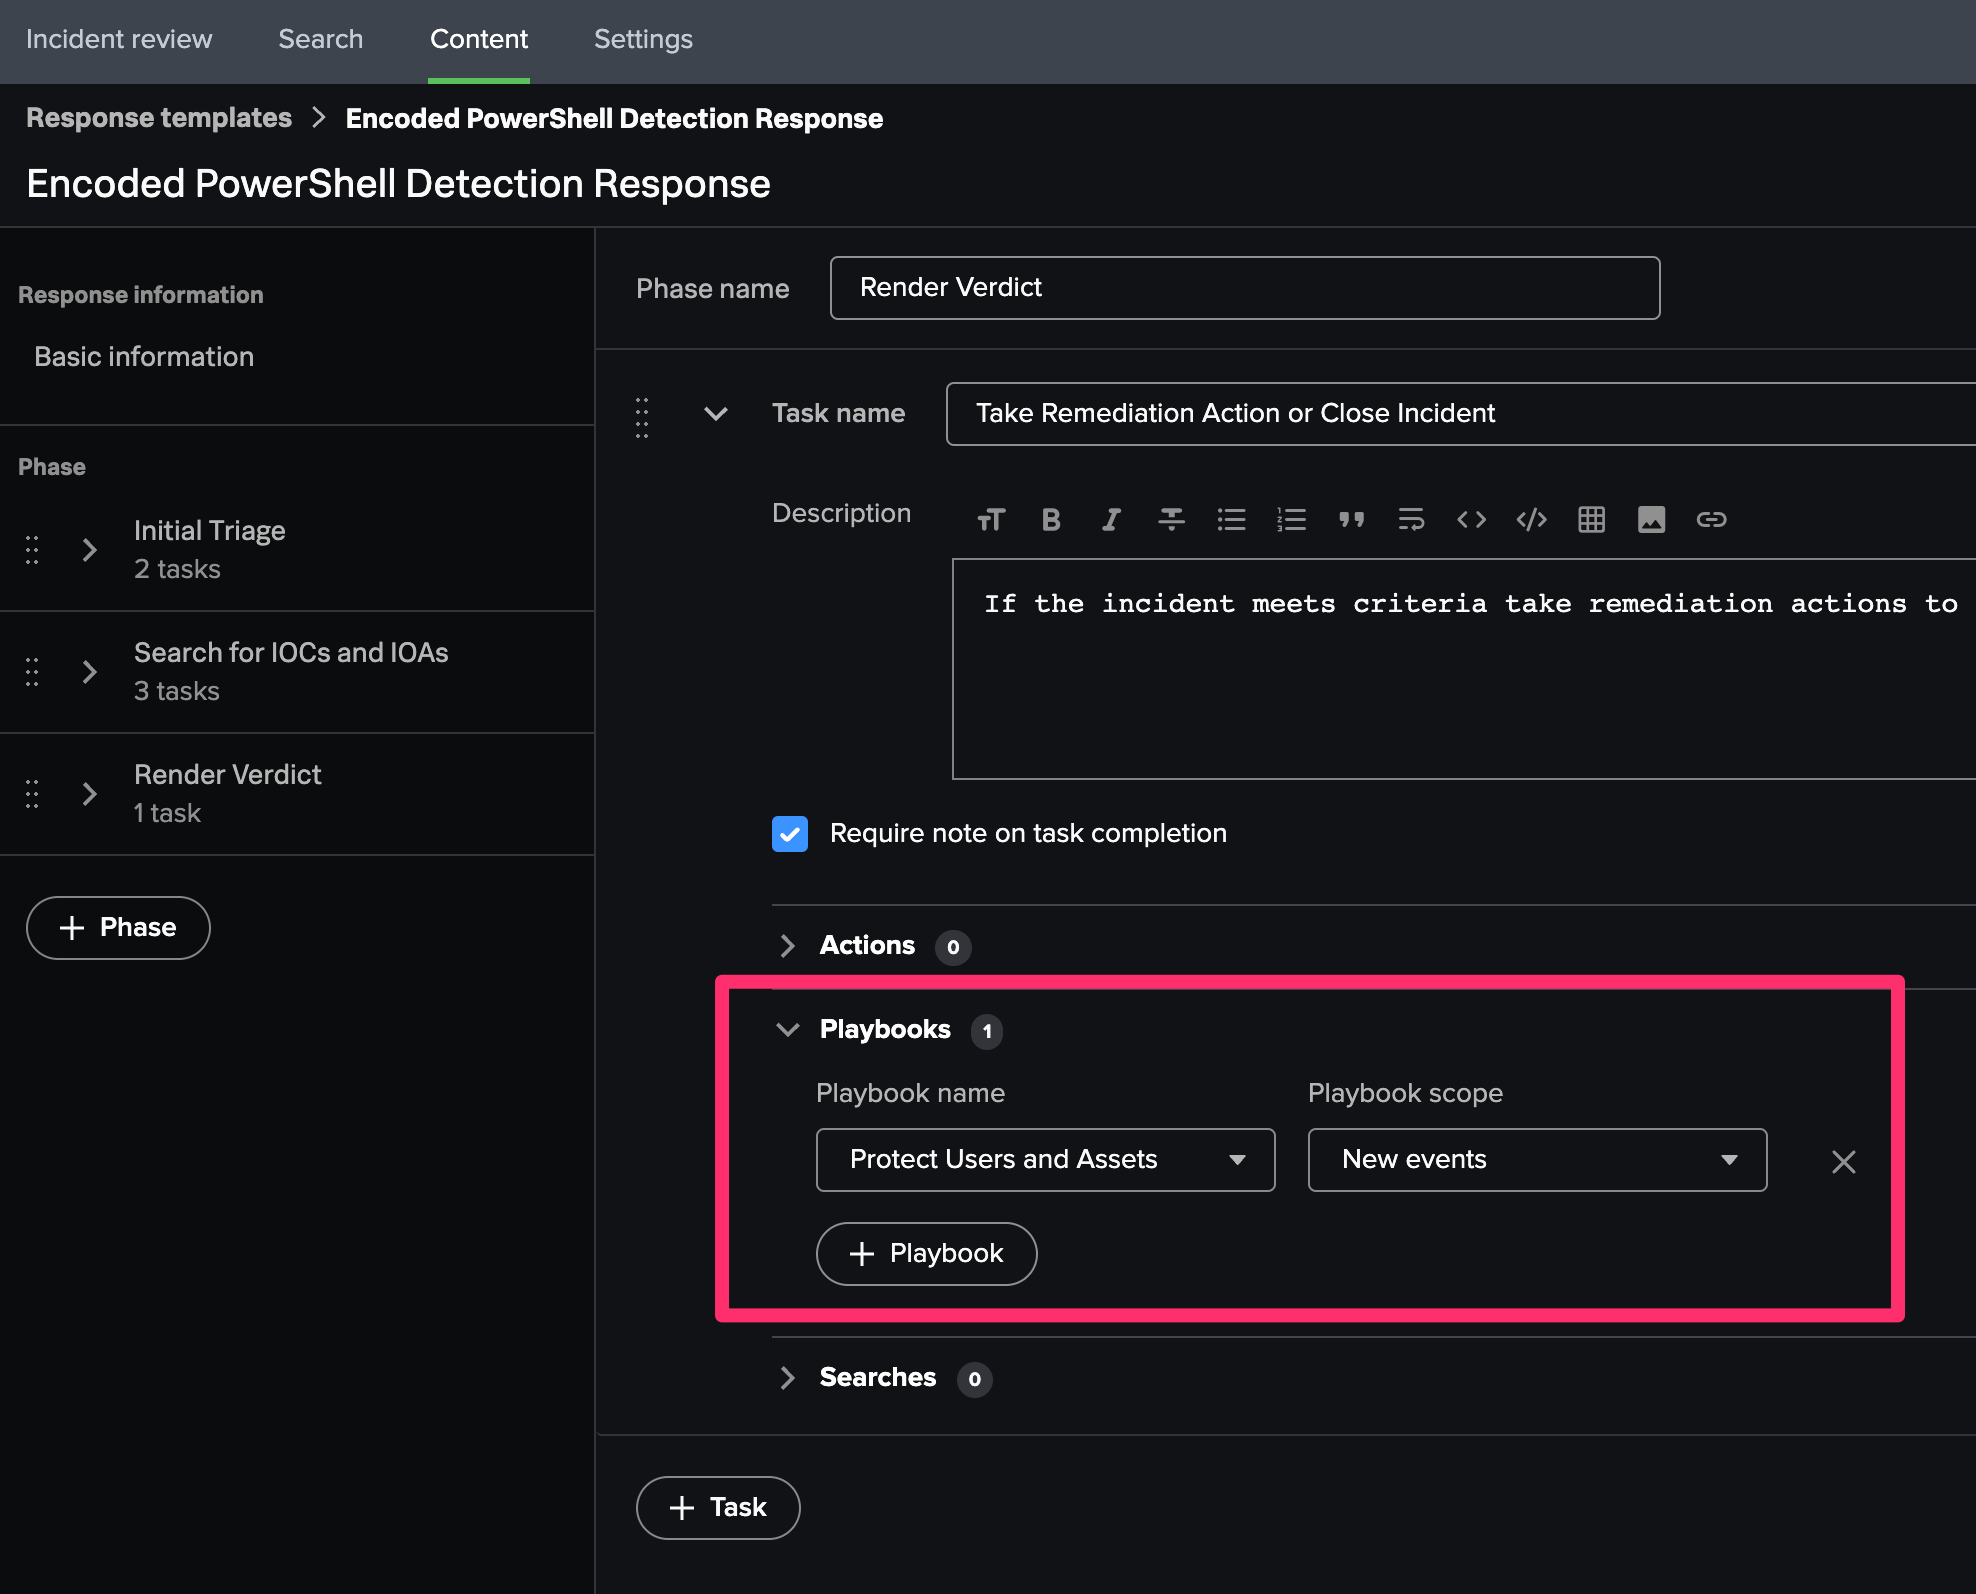 Incident review Search Content Settings
Response templates > Encoded PowerShell Detection Response
Encoded PowerShell Detection Response
Response information
Basic information
Phase
Initial Triage
2 tasks
Search for IOCs and IOAs
3 tasks
Render Verdict
1 task
+ Phase
Phase name Render Verdict
Task name Take Remediation Action or Close Incident
Description
If the incident meets criteria take remediation actions to
Require note on task completion
Actions 0
Playbooks 1
Playbook name Playbook scope
Protect Users and Assets New events
+ Playbook
Searches 0
+ Task